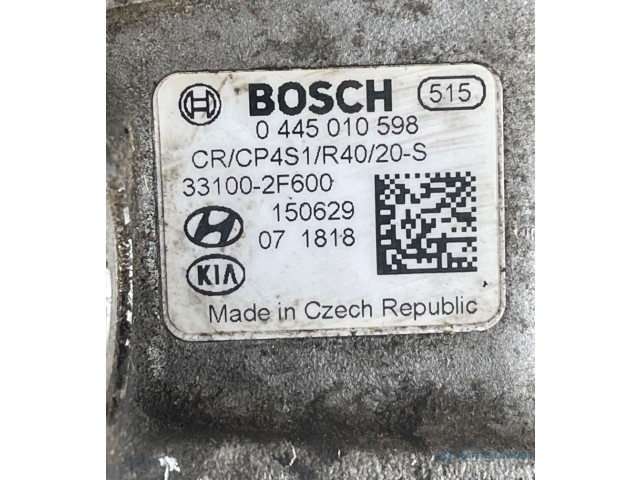 BOSCH 515
0 445 010 598
CR/CP4S1/R40/20-S
33100-2F600
150629
07 1818
KIA
Made in Czech Republic